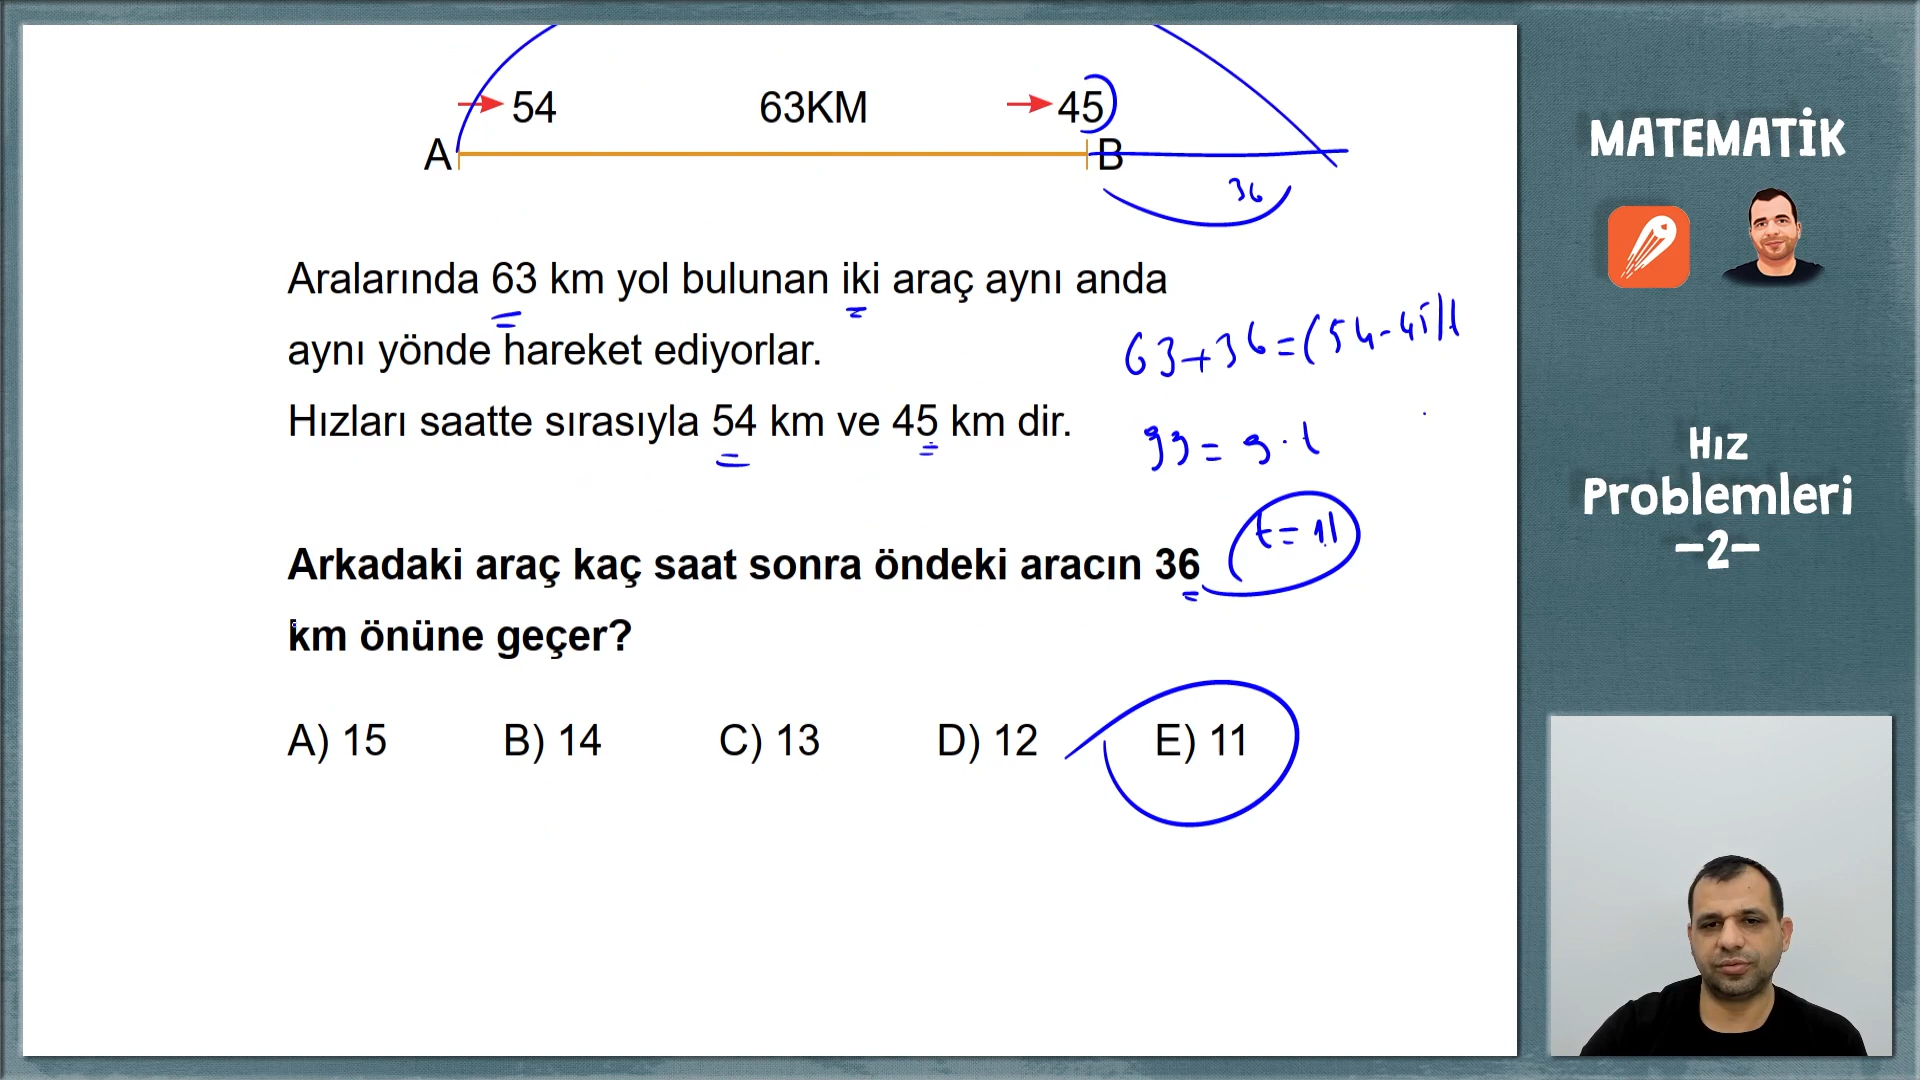 54 63KM 45
A B
36
Aralarında 63 km yol bulunan iki araç aynı anda
aynı yönde hareket ediyorlar.
Hızları saatte sırasıyla 54 km ve 45 km dir.
63+36=(54-45)t
99 = 9.t
t = 11
Arkadaki araç kaç saat sonra öndeki aracın 36
km önüne geçer?
A) 15 B) 14 C) 13 D) 12 E) 11
MATEMATİK
Hız
Problemleri
-2-